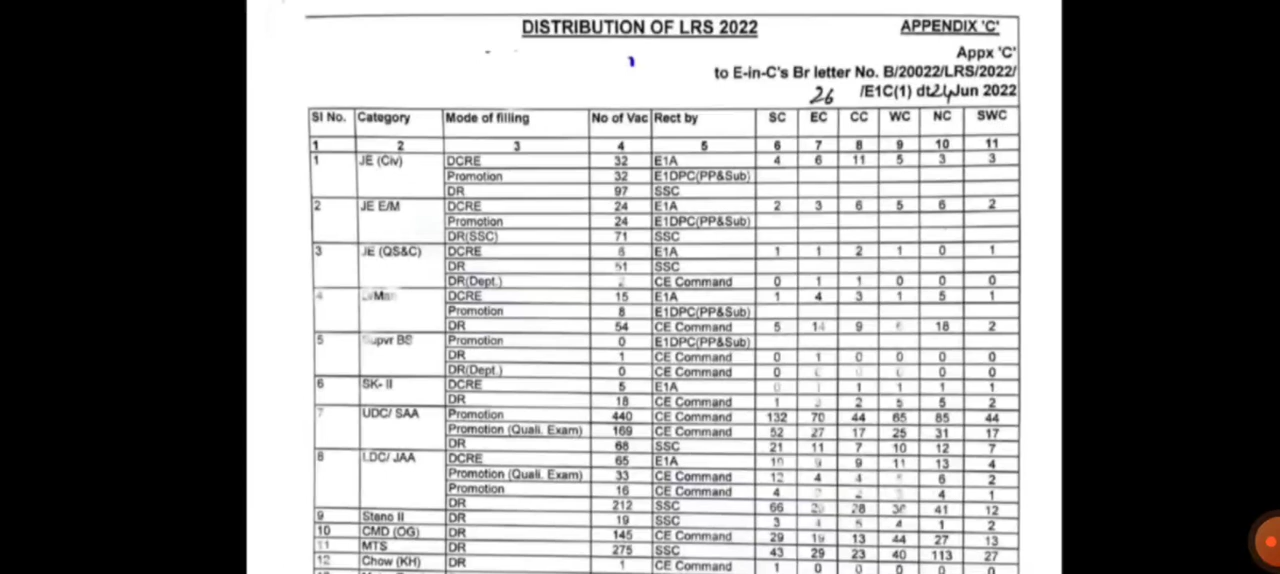 DISTRIBUTION OF LRS 2022
APPENDIX 'C'
Appx 'C'
to E-in-C's Br letter No. B/20022/LRS/2022/
26 /E1C(1) dt 24 Jun 2022
Sl No. Category Mode of filling No of Vac Rect by SC EC CC WC NC SWC
1 2 3 4 5 6 7 8 9 10 11
1 JE (Civ) DCRE 32 E1A 4 6 11 5 3 3
Promotion 32 E1DPC(PP&Sub)
DR 97 SSC
2 JE E/M DCRE 24 E1A 2 3 6 5 6 2
Promotion 24 E1DPC(PP&Sub)
DR(SSC) 71 SSC
3 JE (QS&C) DCRE 6 E1A 1 1 2 1 0 1
DR 51 SSC
DR(Dept.) CE Command 0 1 1 0 0 0
4 DCRE 15 E1A 1 4 3 1 5 1
Promotion 8 E1DPC(PP&Sub)
DR 54 CE Command 5 14 9 18 2
5 Supvr BS Promotion 0 E1DPC(PP&Sub)
DR 1 CE Command 0 1 0 0 0 0
DR(Dept.) 0 CE Command 0 0 0
6 SK- II DCRE 5 E1A 0 1 1 1 1 1
DR 18 CE Command 1 2 5 5 2
7 UDC/ SAA Promotion 440 CE Command 132 70 44 65 85 44
Promotion (Quali. Exam) 169 CE Command 52 27 17 25 31 17
DR 68 SSC 21 11 7 10 12 7
8 LDC/ JAA DCRE 65 E1A 10 9 9 11 13 4
Promotion (Quali. Exam) 33 CE Command 12 4 4 6 2
Promotion 16 CE Command 4 4 1
DR 212 SSC 66 28 41 12
9 Steno II DR 19 SSC 3 4 5 4 1 2
10 CMD (OG) DR 145 CE Command 29 19 13 44 27 13
11 MTS DR 275 SSC 43 29 23 40 113 27
12 Chow (KH) DR 1 CE Command 1 0 0 0 0 0